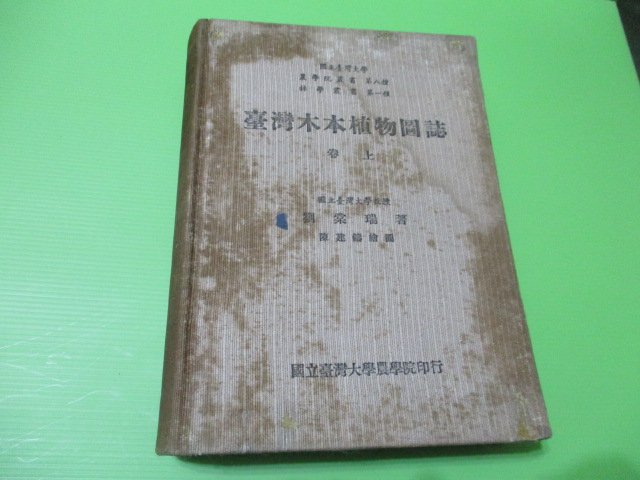 國立臺灣大學
農學院叢書 第八種
林學叢書 第一種
臺灣木本植物圖誌
卷上
國立臺灣大學教授
劉棠瑞 著
陳建鑄繪圖
國立臺灣大學農學院印行